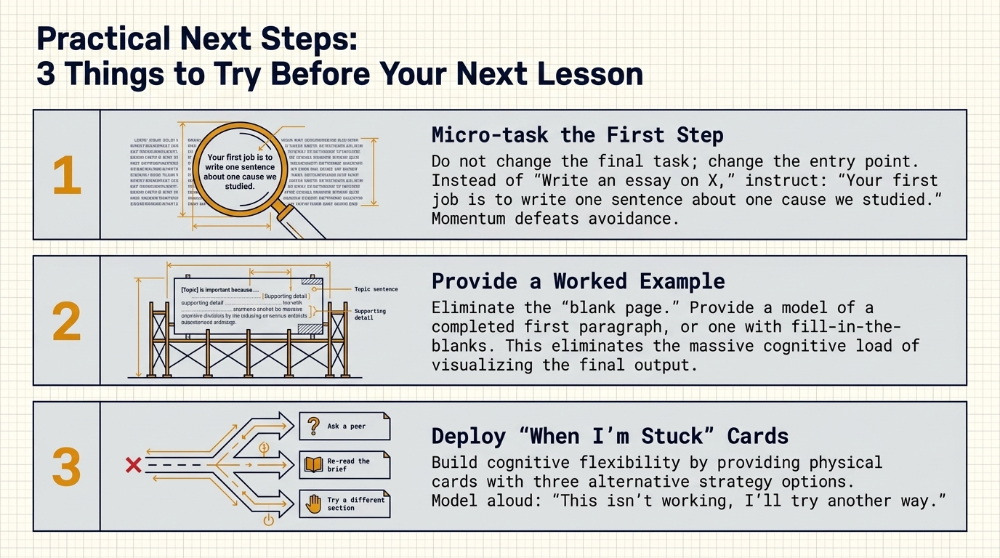 Practical Next Steps:
3 Things to Try Before Your Next Lesson
1
Your first job is to
write one sentence
about one cause we
studied.
Micro-task the First Step
Do not change the final task; change the entry point.
Instead of “Write an essay on X,” instruct: “Your first
job is to write one sentence about one cause we studied.”
Momentum defeats avoidance.
2
[Topic] is important because....
[Supporting detail]
supporting detail
Topic sentence
Supporting
detail
Provide a Worked Example
Eliminate the “blank page.” Provide a model of a
completed first paragraph, or one with fill-in-the-
blanks. This eliminates the massive cognitive load of
visualizing the final output.
3
Ask a peer
Re-read the
brief
Try a different
section
Deploy “When I’m Stuck” Cards
Build cognitive flexibility by providing physical
cards with three alternative strategy options.
Model aloud: “This isn’t working, I’ll try another way.”